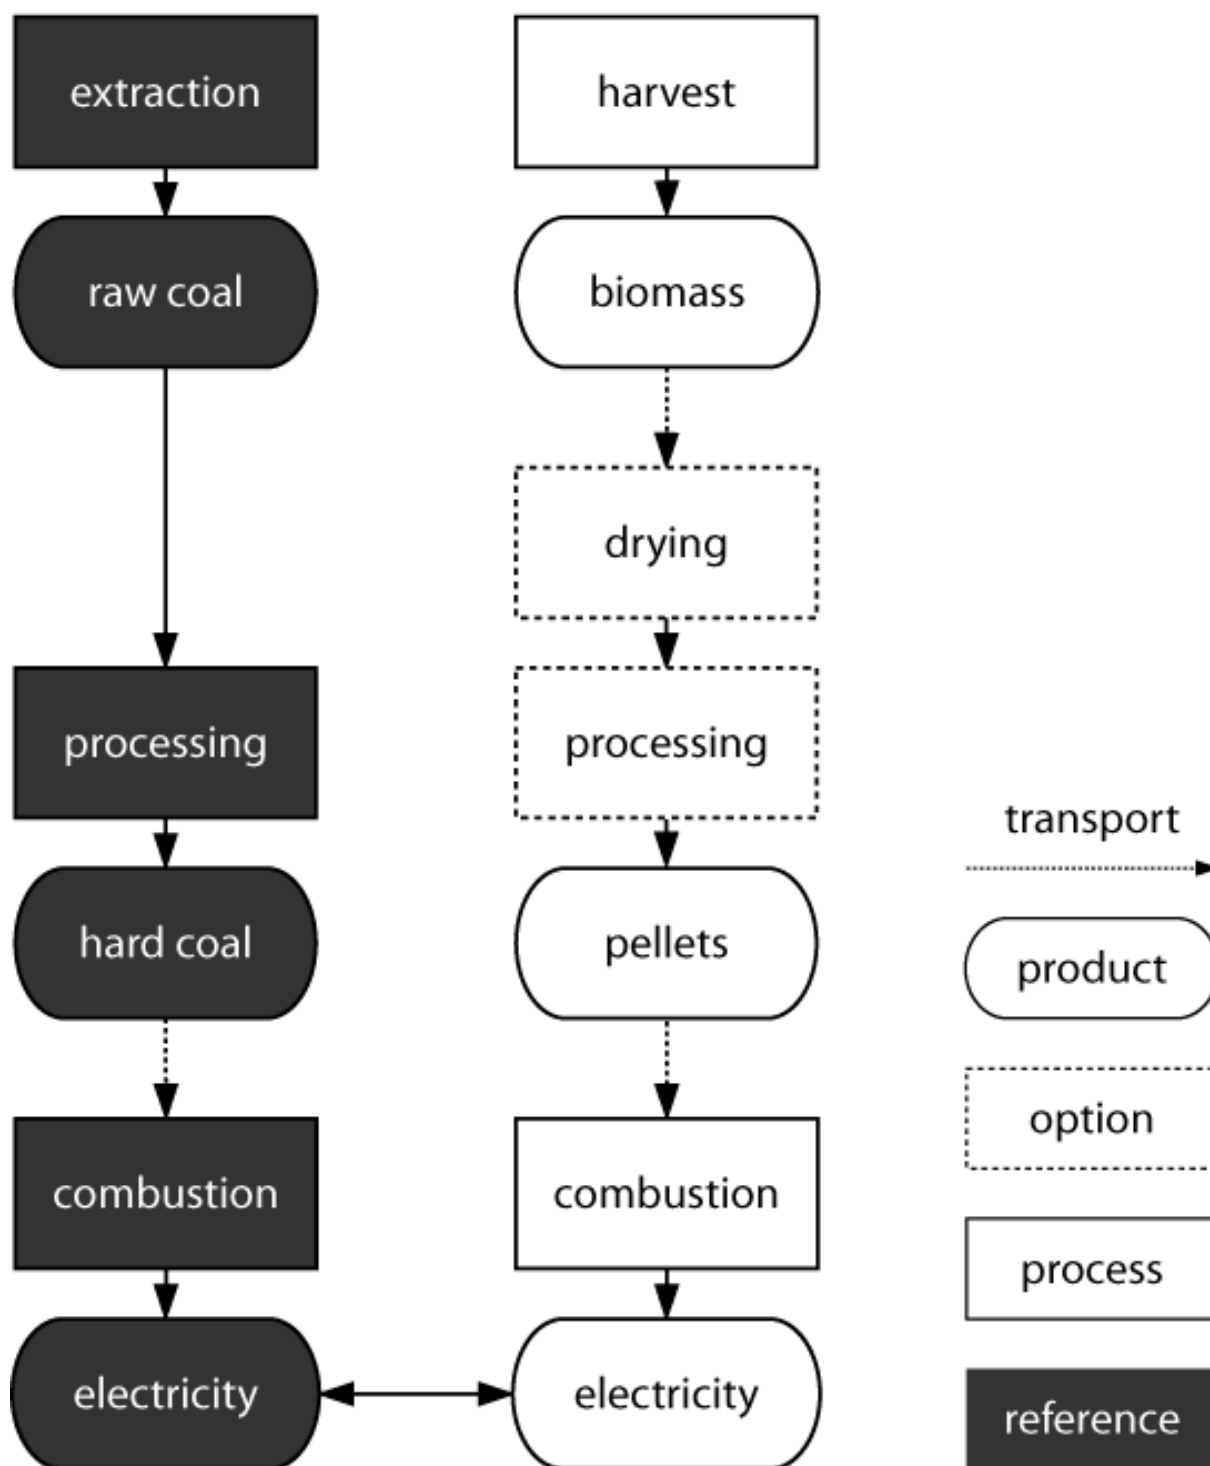 extraction
harvest
raw coal
biomass
drying
processing
processing
transport
hard coal
pellets
product
option
combustion
combustion
process
electricity
electricity
reference